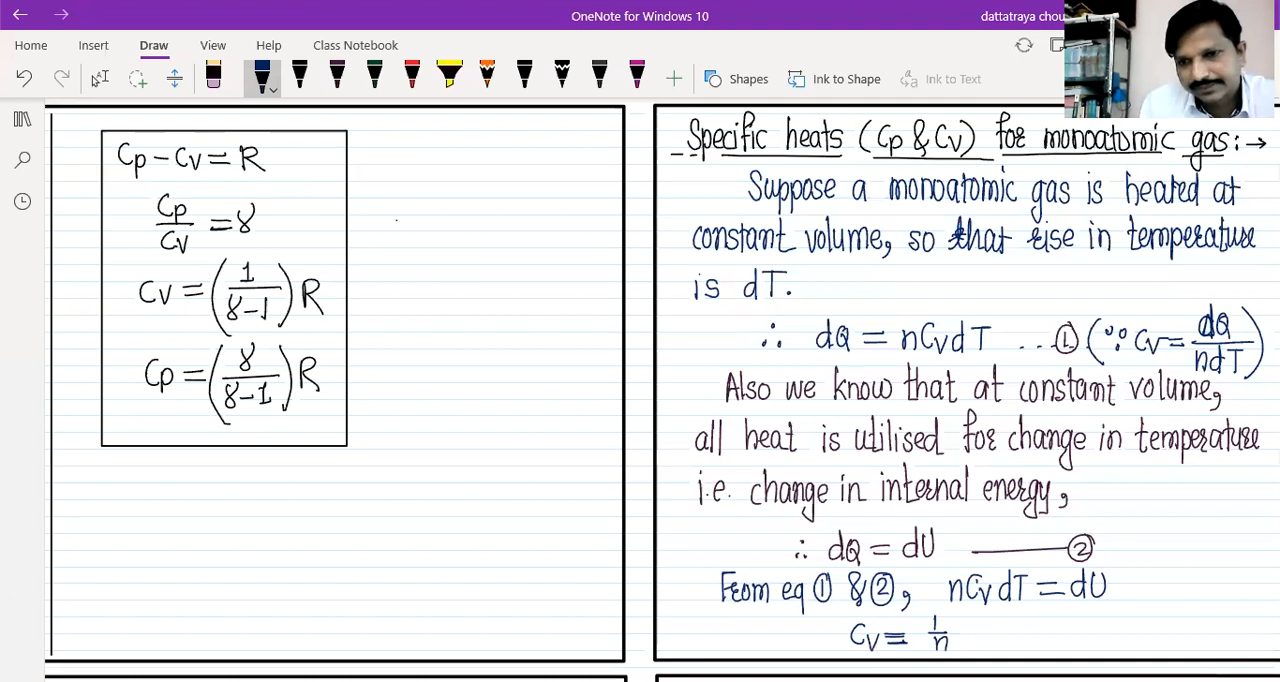 OneNote for Windows 10
dattatraya chou
Home Insert Draw View Help Class Notebook
Shapes Ink to Shape Ink to Text
Cp-Cv=R
Cp/Cv =γ
Cv=(1/γ-1)R
Cp=(γ/γ-1)R
Specific heats (Cp & Cv) for monoatomic gas:→
Suppose a monoatomic gas is heated at
constant volume, so that rise in temperature
is dT.
∴ dQ = nCvdT ...① (∵ Cv= dQ/ndT)
Also we know that at constant volume,
all heat is utilised for change in temperature
i.e. change in internal energy,
∴ dQ = dU ——— ②
From eq ① & ②, nCvdT = dU
Cv= 1/n